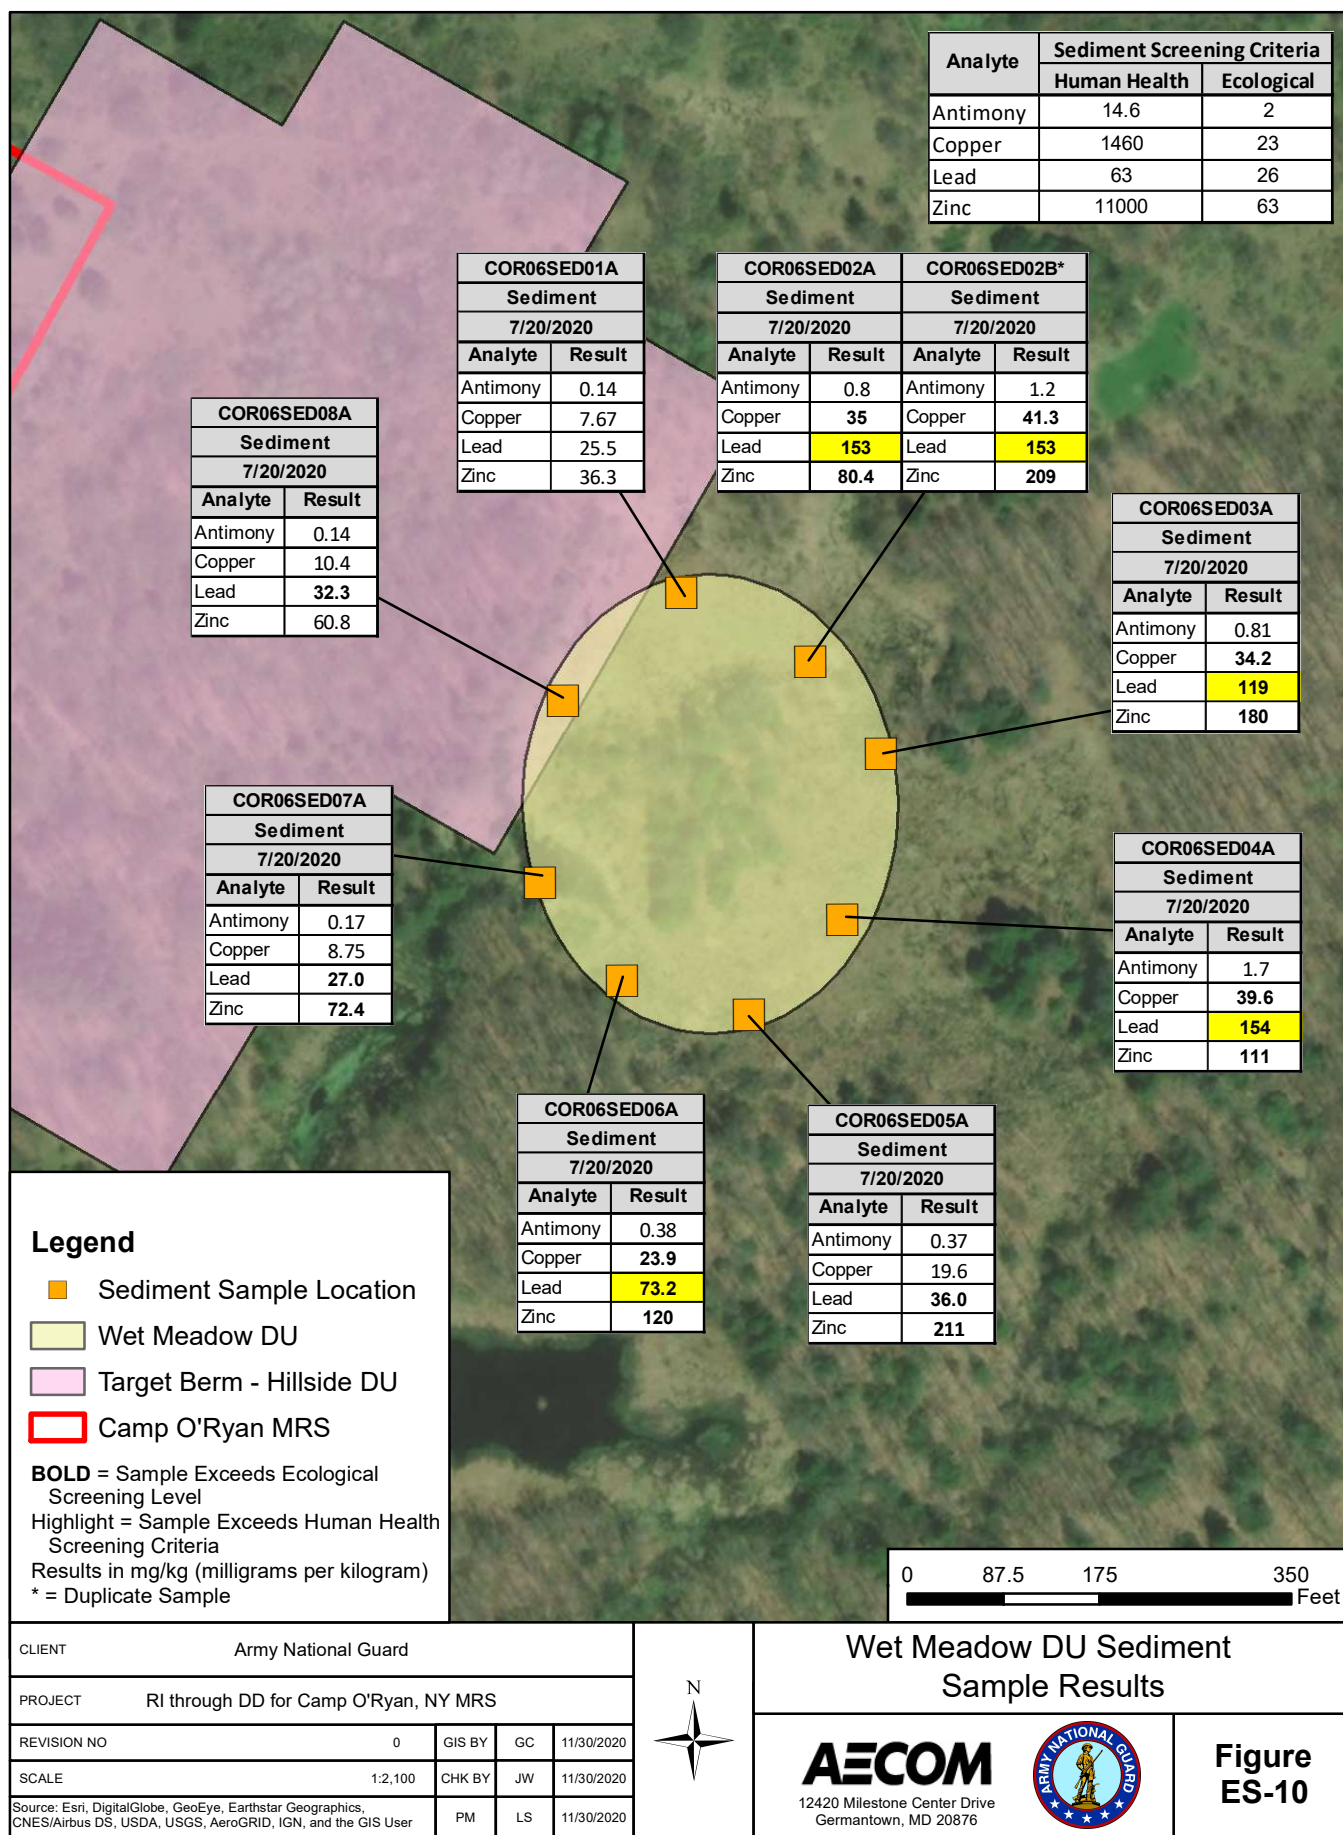 Analyte Sediment Screening Criteria
Human Health Ecological
Antimony 14.6 2
Copper 1460 23
Lead 63 26
Zinc 11000 63
COR06SED01A
Sediment
7/20/2020
Analyte Result
Antimony 0.14
Copper 7.67
Lead 25.5
Zinc 36.3
COR06SED02A COR06SED02B*
Sediment Sediment
7/20/2020 7/20/2020
Analyte Result Analyte Result
Antimony 0.8 Antimony 1.2
Copper 35 Copper 41.3
Lead 153 Lead 153
Zinc 80.4 Zinc 209
COR06SED08A
Sediment
7/20/2020
Analyte Result
Antimony 0.14
Copper 10.4
Lead 32.3
Zinc 60.8
COR06SED03A
Sediment
7/20/2020
Analyte Result
Antimony 0.81
Copper 34.2
Lead 119
Zinc 180
COR06SED07A
Sediment
7/20/2020
Analyte Result
Antimony 0.17
Copper 8.75
Lead 27.0
Zinc 72.4
COR06SED04A
Sediment
7/20/2020
Analyte Result
Antimony 1.7
Copper 39.6
Lead 154
Zinc 111
COR06SED06A
Sediment
7/20/2020
Analyte Result
Antimony 0.38
Copper 23.9
Lead 73.2
Zinc 120
COR06SED05A
Sediment
7/20/2020
Analyte Result
Antimony 0.37
Copper 19.6
Lead 36.0
Zinc 211
Legend
Sediment Sample Location
Wet Meadow DU
Target Berm - Hillside DU
Camp O'Ryan MRS
BOLD = Sample Exceeds Ecological
Screening Level
Highlight = Sample Exceeds Human Health
Screening Criteria
Results in mg/kg (milligrams per kilogram)
* = Duplicate Sample
0 87.5 175 350
Feet
CLIENT Army National Guard
PROJECT RI through DD for Camp O'Ryan, NY MRS
REVISION NO 0 GIS BY GC 11/30/2020
SCALE 1:2,100 CHK BY JW 11/30/2020
Source: Esri, DigitalGlobe, GeoEye, Earthstar Geographics,
CNES/Airbus DS, USDA, USGS, AeroGRID, IGN, and the GIS User
PM LS 11/30/2020
N
Wet Meadow DU Sediment
Sample Results
AECOM
12420 Milestone Center Drive
Germantown, MD 20876
ARMY NATIONAL GUARD
Figure
ES-10